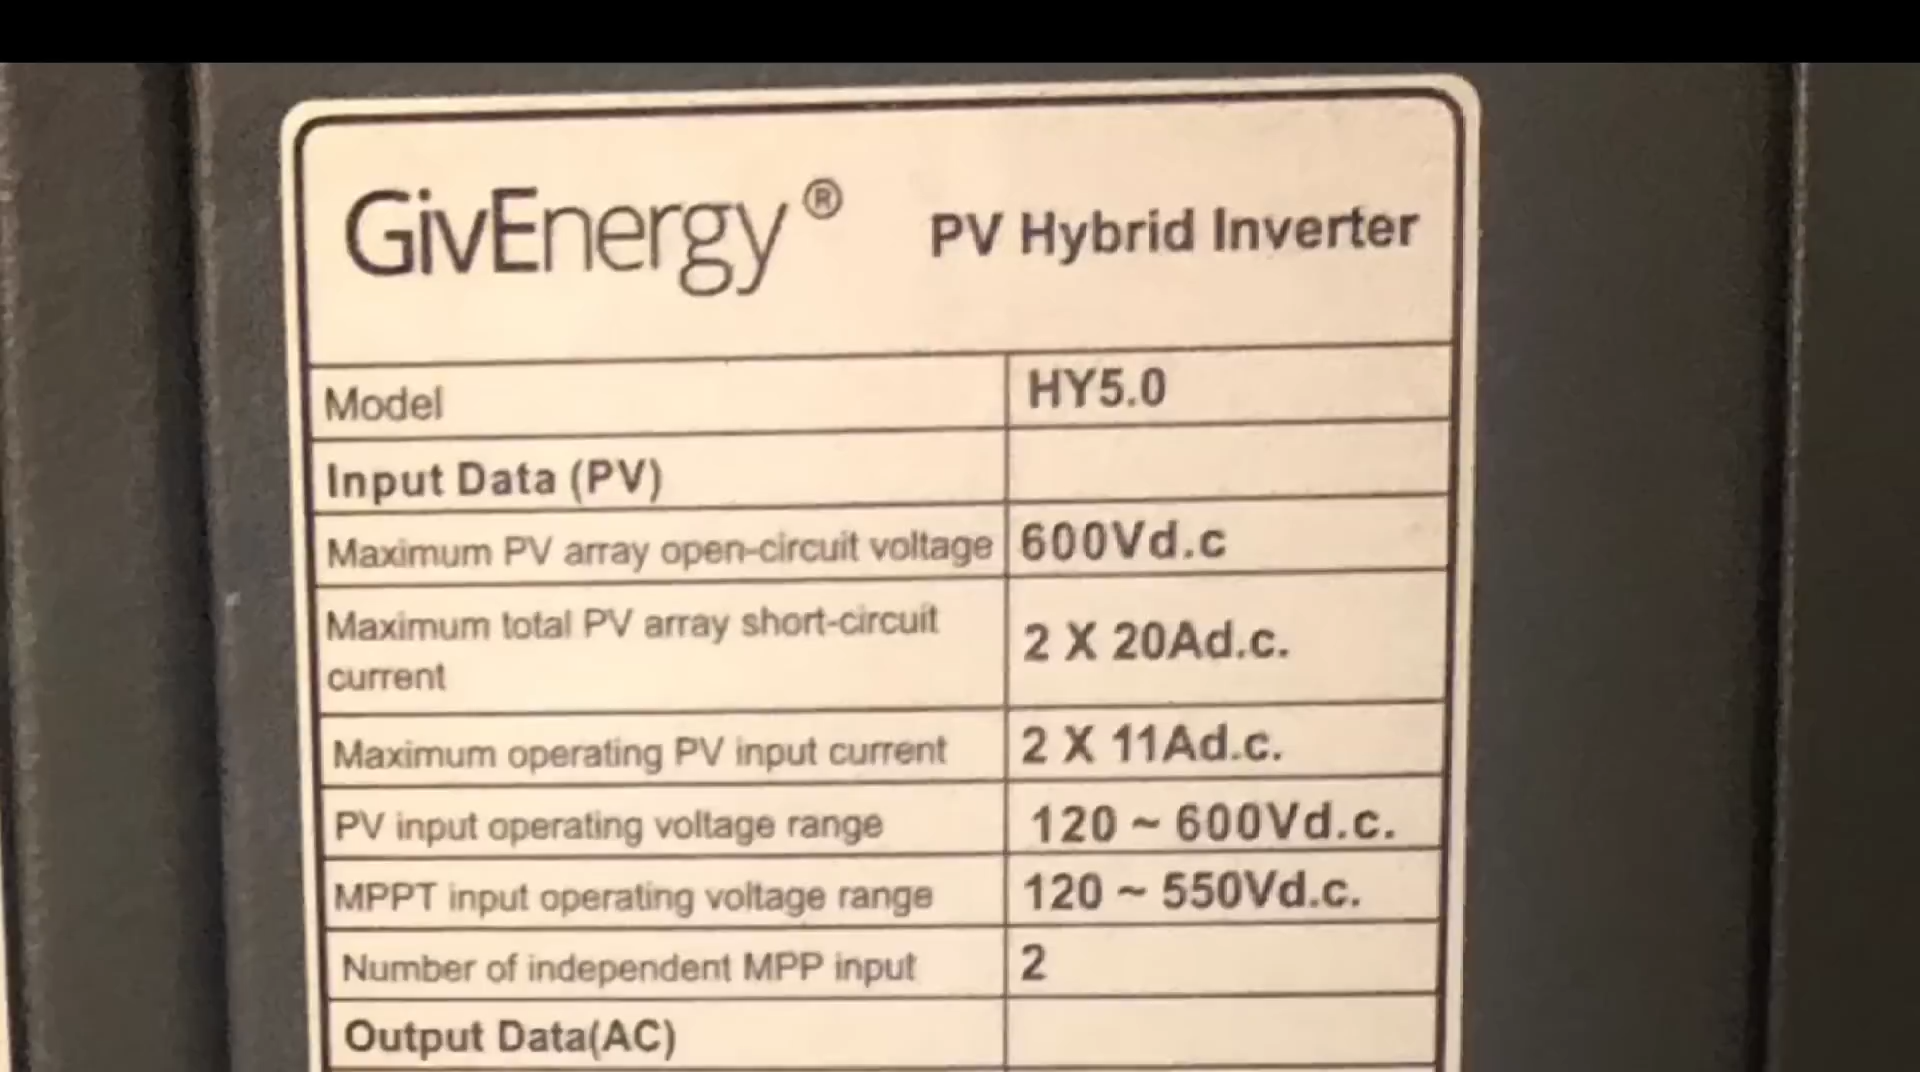 GivEnergy® PV Hybrid Inverter
Model HY5.0
Input Data (PV)
Maximum PV array open-circuit voltage 600Vd.c
Maximum total PV array short-circuit
current 2 X 20Ad.c.
Maximum operating PV input current 2 X 11Ad.c.
PV input operating voltage range 120 ~ 600Vd.c.
MPPT input operating voltage range 120 ~ 550Vd.c.
Number of independent MPP input 2
Output Data(AC)